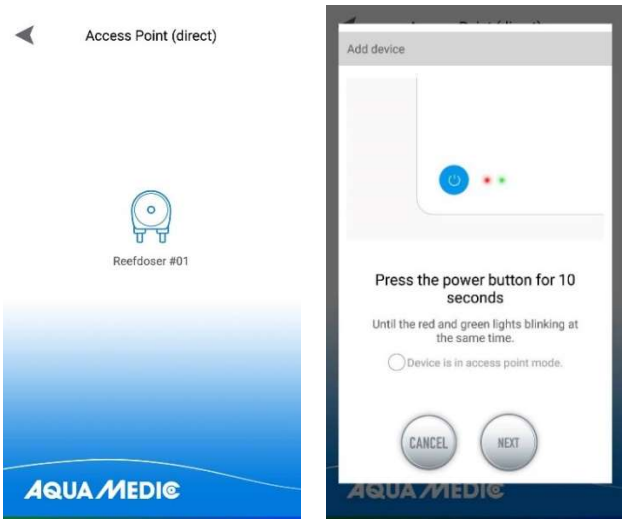 Access Point (direct)
Reefdoser #01
AQUA MEDIC
Add device
Press the power button for 10
seconds
Until the red and green lights blinking at
the same time.
Device is in access point mode.
CANCEL
NEXT
AQUA MEDIC